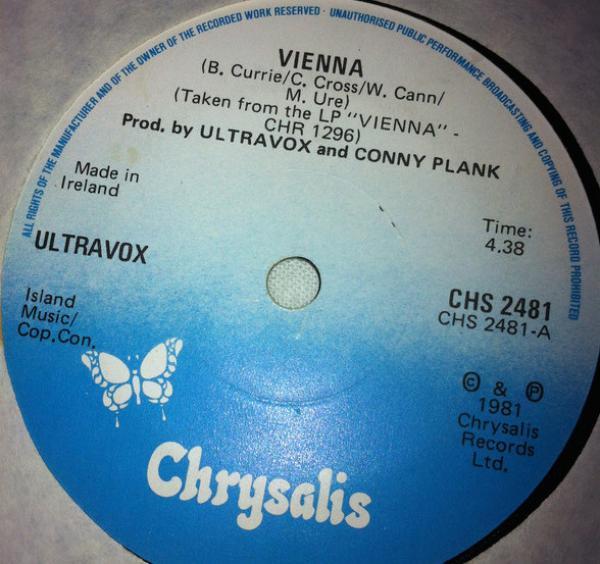 ALL RIGHTS OF THE MANUFACTURER AND OF THE OWNER OF THE RECORDED WORK RESERVED · UNAUTHORISED PUBLIC PERFORMANCE BROADCASTING AND COPYING OF THIS RECORD PROHIBITED
VIENNA
(B. Currie/C. Cross/W. Cann/
M. Ure)
(Taken from the LP "VIENNA" -
CHR 1296)
Prod. by ULTRAVOX and CONNY PLANK
Made in
Ireland
Time:
4.38
ULTRAVOX
CHS 2481
CHS 2481-A
Island
Music/
Cop.Con.
© & ℗
1981
Chrysalis
Records
Ltd.
Chrysalis